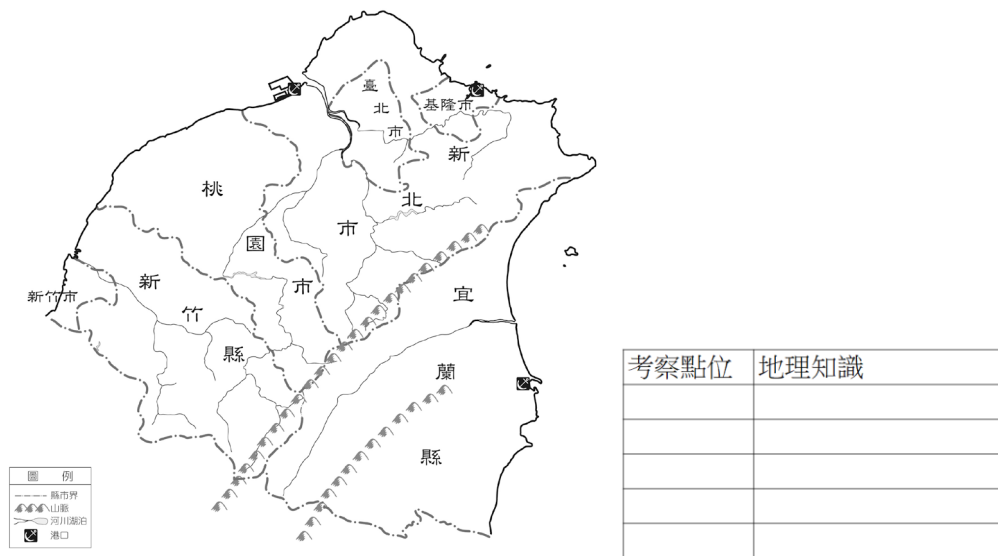 臺北市
基隆市
新北市
桃園市
新竹市
新竹縣
宜蘭縣
圖 例
縣市界
山脈
河川湖泊
港口
考察點位 地理知識